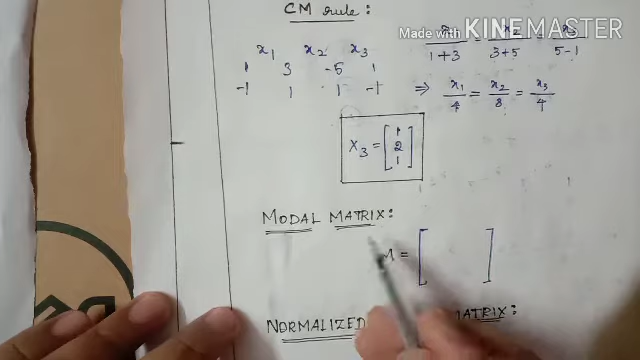 CM rule:
Made with KINEMASTER
x1 x2 x3
1 3 -5 1
-1 1 1 -1
1+3 3+5 5-1
⇒ x1/4 = x2/8 = x3/4
X3 = [1 2 1]
MODAL MATRIX:
M = [ ]
NORMALIZED MATRIX: